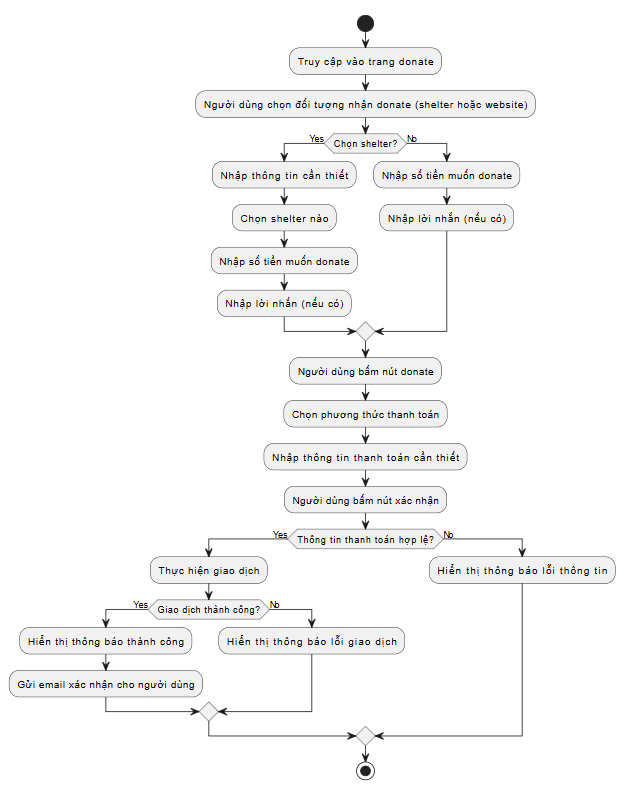 Truy cập vào trang donate
Người dùng chọn đối tượng nhận donate (shelter hoặc website)
Yes
Chọn shelter?
No
Nhập thông tin cần thiết
Nhập số tiền muốn donate
Chọn shelter nào
Nhập lời nhắn (nếu có)
Nhập số tiền muốn donate
Nhập lời nhắn (nếu có)
Người dùng bấm nút donate
Chọn phương thức thanh toán
Nhập thông tin thanh toán cần thiết
Người dùng bấm nút xác nhận
Yes
Thông tin thanh toán hợp lệ?
No
Thực hiện giao dịch
Hiển thị thông báo lỗi thông tin
Yes
Giao dịch thành công?
No
Hiển thị thông báo thành công
Hiển thị thông báo lỗi giao dịch
Gửi email xác nhận cho người dùng